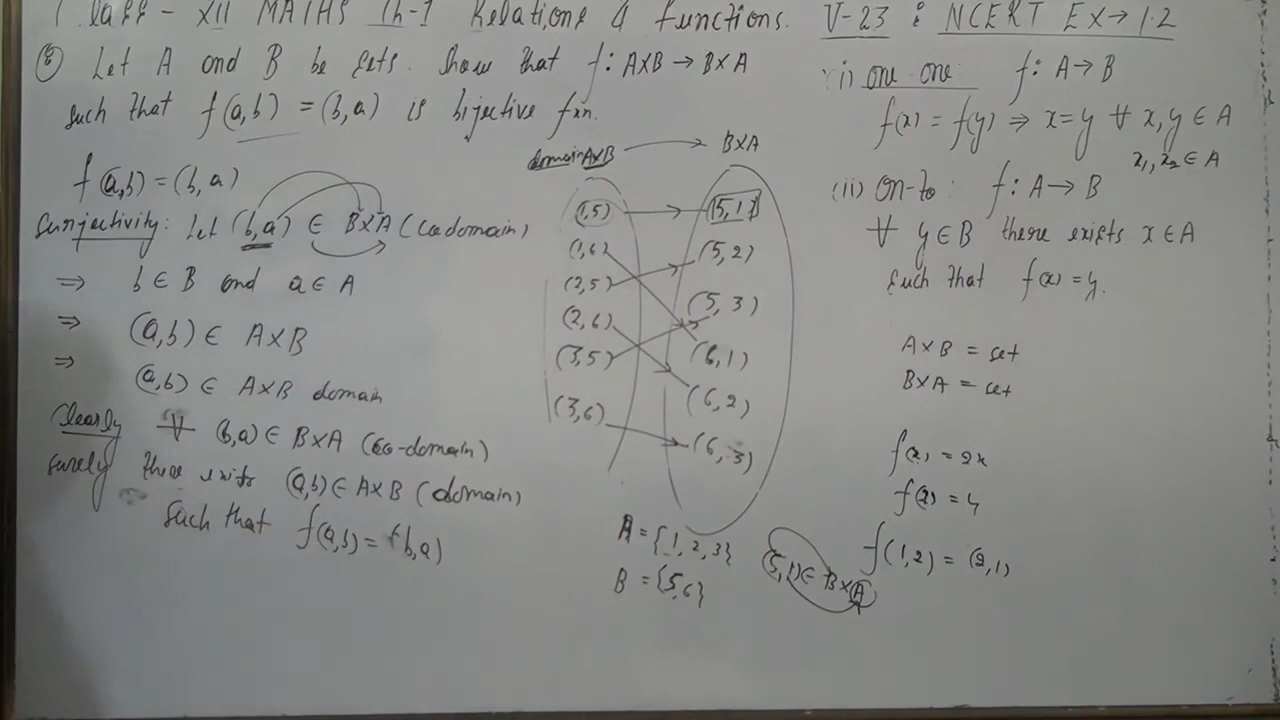 Class - XII MATHS Ch-1 Relations & functions. V-23 : NCERT EX→1.2
⑧ Let A and B be sets. Show that f: A×B → B×A
such that f(a,b) = (b,a) is bijective fxn.
f(a,b) = (b,a)
Surjectivity: Let (b,a) ∈ B×A (codomain)
⇒ b ∈ B and a ∈ A
⇒ (a,b) ∈ A×B
⇒ (a,b) ∈ A×B domain
Clearly ∀ (b,a) ∈ B×A (co-domain)
surely there exits (a,b) ∈ A×B (domain)
such that f(a,b) = (b,a)
domain A×B → B×A
(1,5) (5,1)
(1,6) (5,2)
(2,5) (5,3)
(2,6) (6,1)
(3,5) (6,2)
(3,6) (6,3)
A = {1,2,3}
B = {5,6}
(5,1) ∈ B×A
(i) one one: f: A→B
f(x) = f(y) ⇒ x=y ∀ x,y ∈ A
x₁,x₂ ∈ A
(ii) On-to: f: A→B
∀ y∈B there exists x∈A
such that f(x) = y.
A×B = set
B×A = set
f(x) = 2x
f(2) = 4
f(1,2) = (2,1)